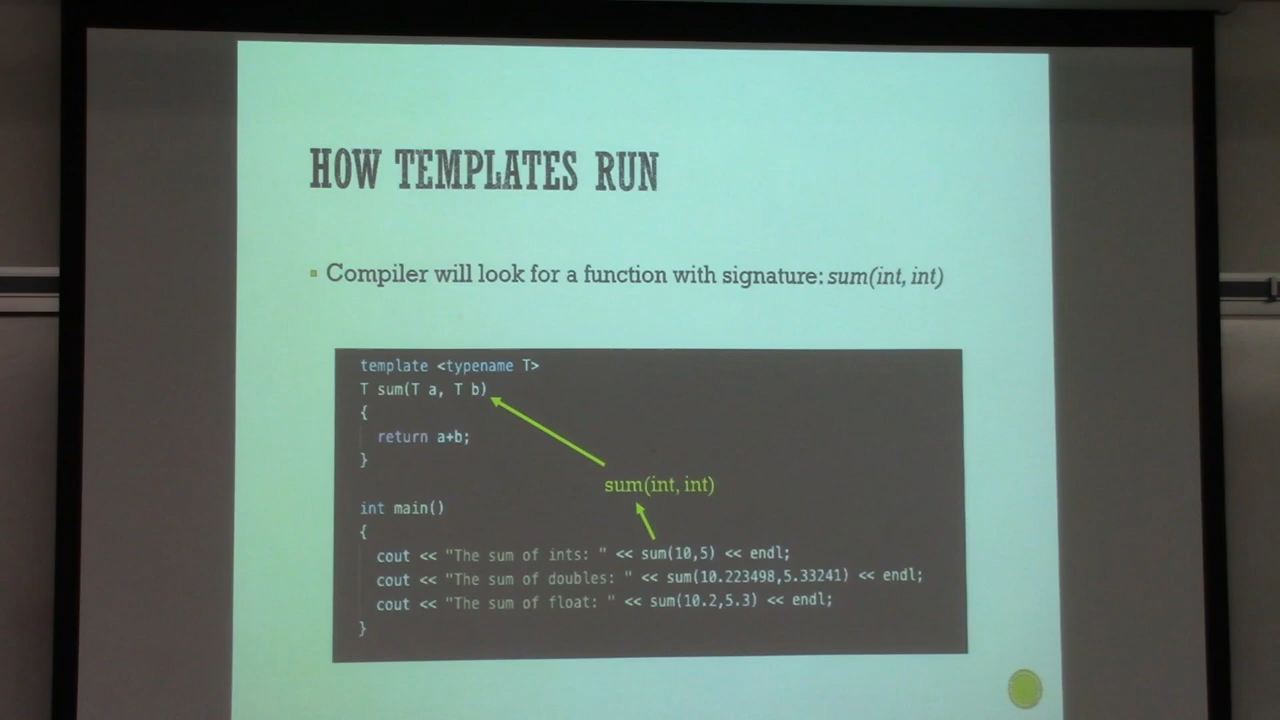 HOW TEMPLATES RUN
Compiler will look for a function with signature: sum(int, int)
template <typename T>
T sum(T a, T b)
{
return a+b;
}
sum(int, int)
int main()
{
cout << "The sum of ints: " << sum(10,5) << endl;
cout << "The sum of doubles: " << sum(10.223498,5.33241) << endl;
cout << "The sum of float: " << sum(10.2,5.3) << endl;
}